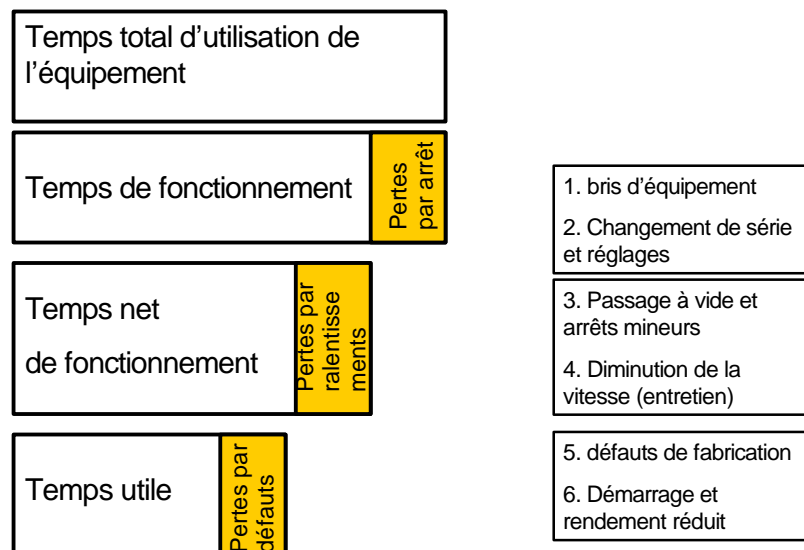 Temps total d’utilisation de
l’équipement
Temps de fonctionnement
Pertes
par arrêt
Temps net
de fonctionnement
Pertes par
ralentisse
ments
Temps utile
Pertes par
défauts
1. bris d’équipement
2. Changement de série
et réglages
3. Passage à vide et
arrêts mineurs
4. Diminution de la
vitesse (entretien)
5. défauts de fabrication
6. Démarrage et
rendement réduit